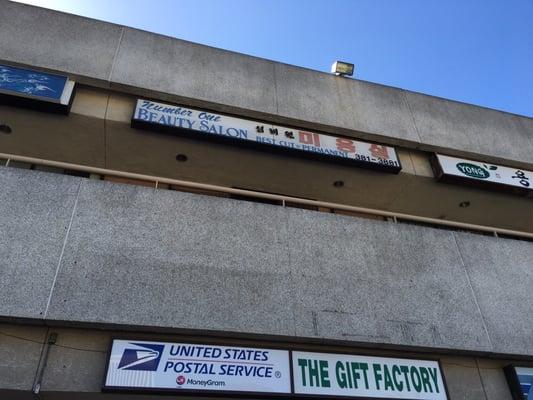 Number One
BEAUTY SALON
미용실
BEST CUT PERMANENT 381-3881
YONG
용
UNITED STATES
POSTAL SERVICE®
MoneyGram
THE GIFT FACTORY